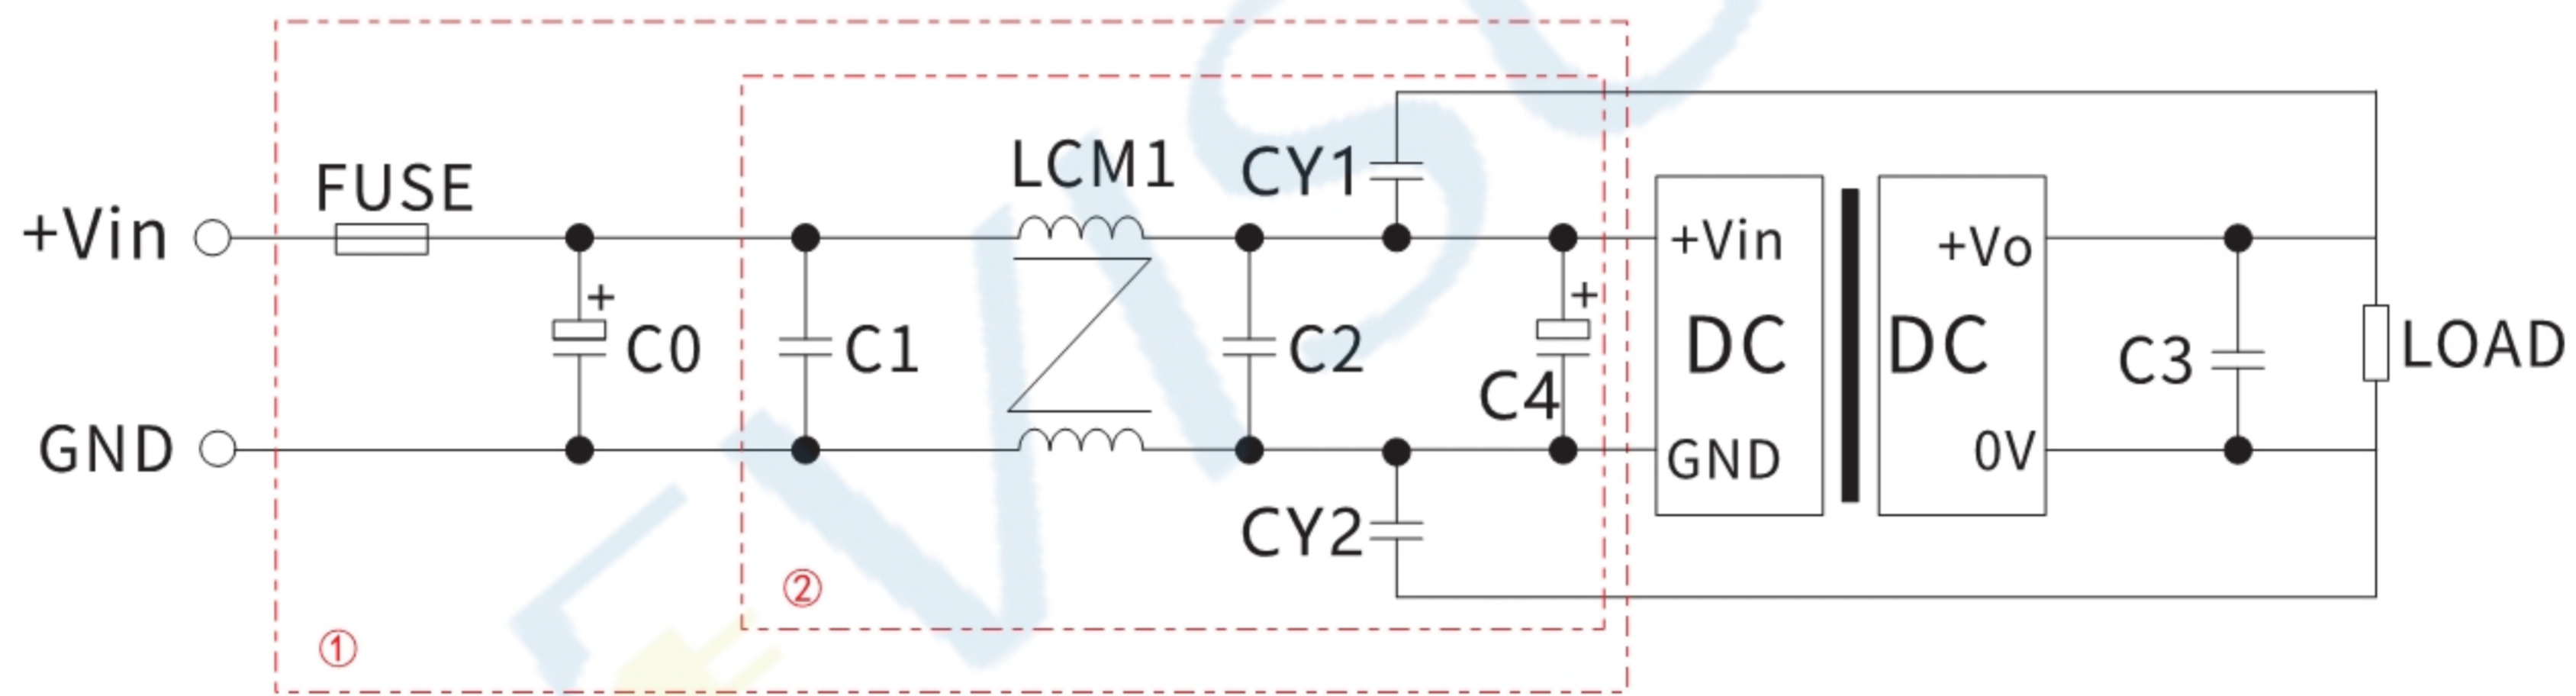 FUSE
LCM1
CY1
+Vin
+Vin
+Vo
+
+
C0
C1
C2
C4
DC
DC
C3
LOAD
GND
GND
0V
CY2
②
①